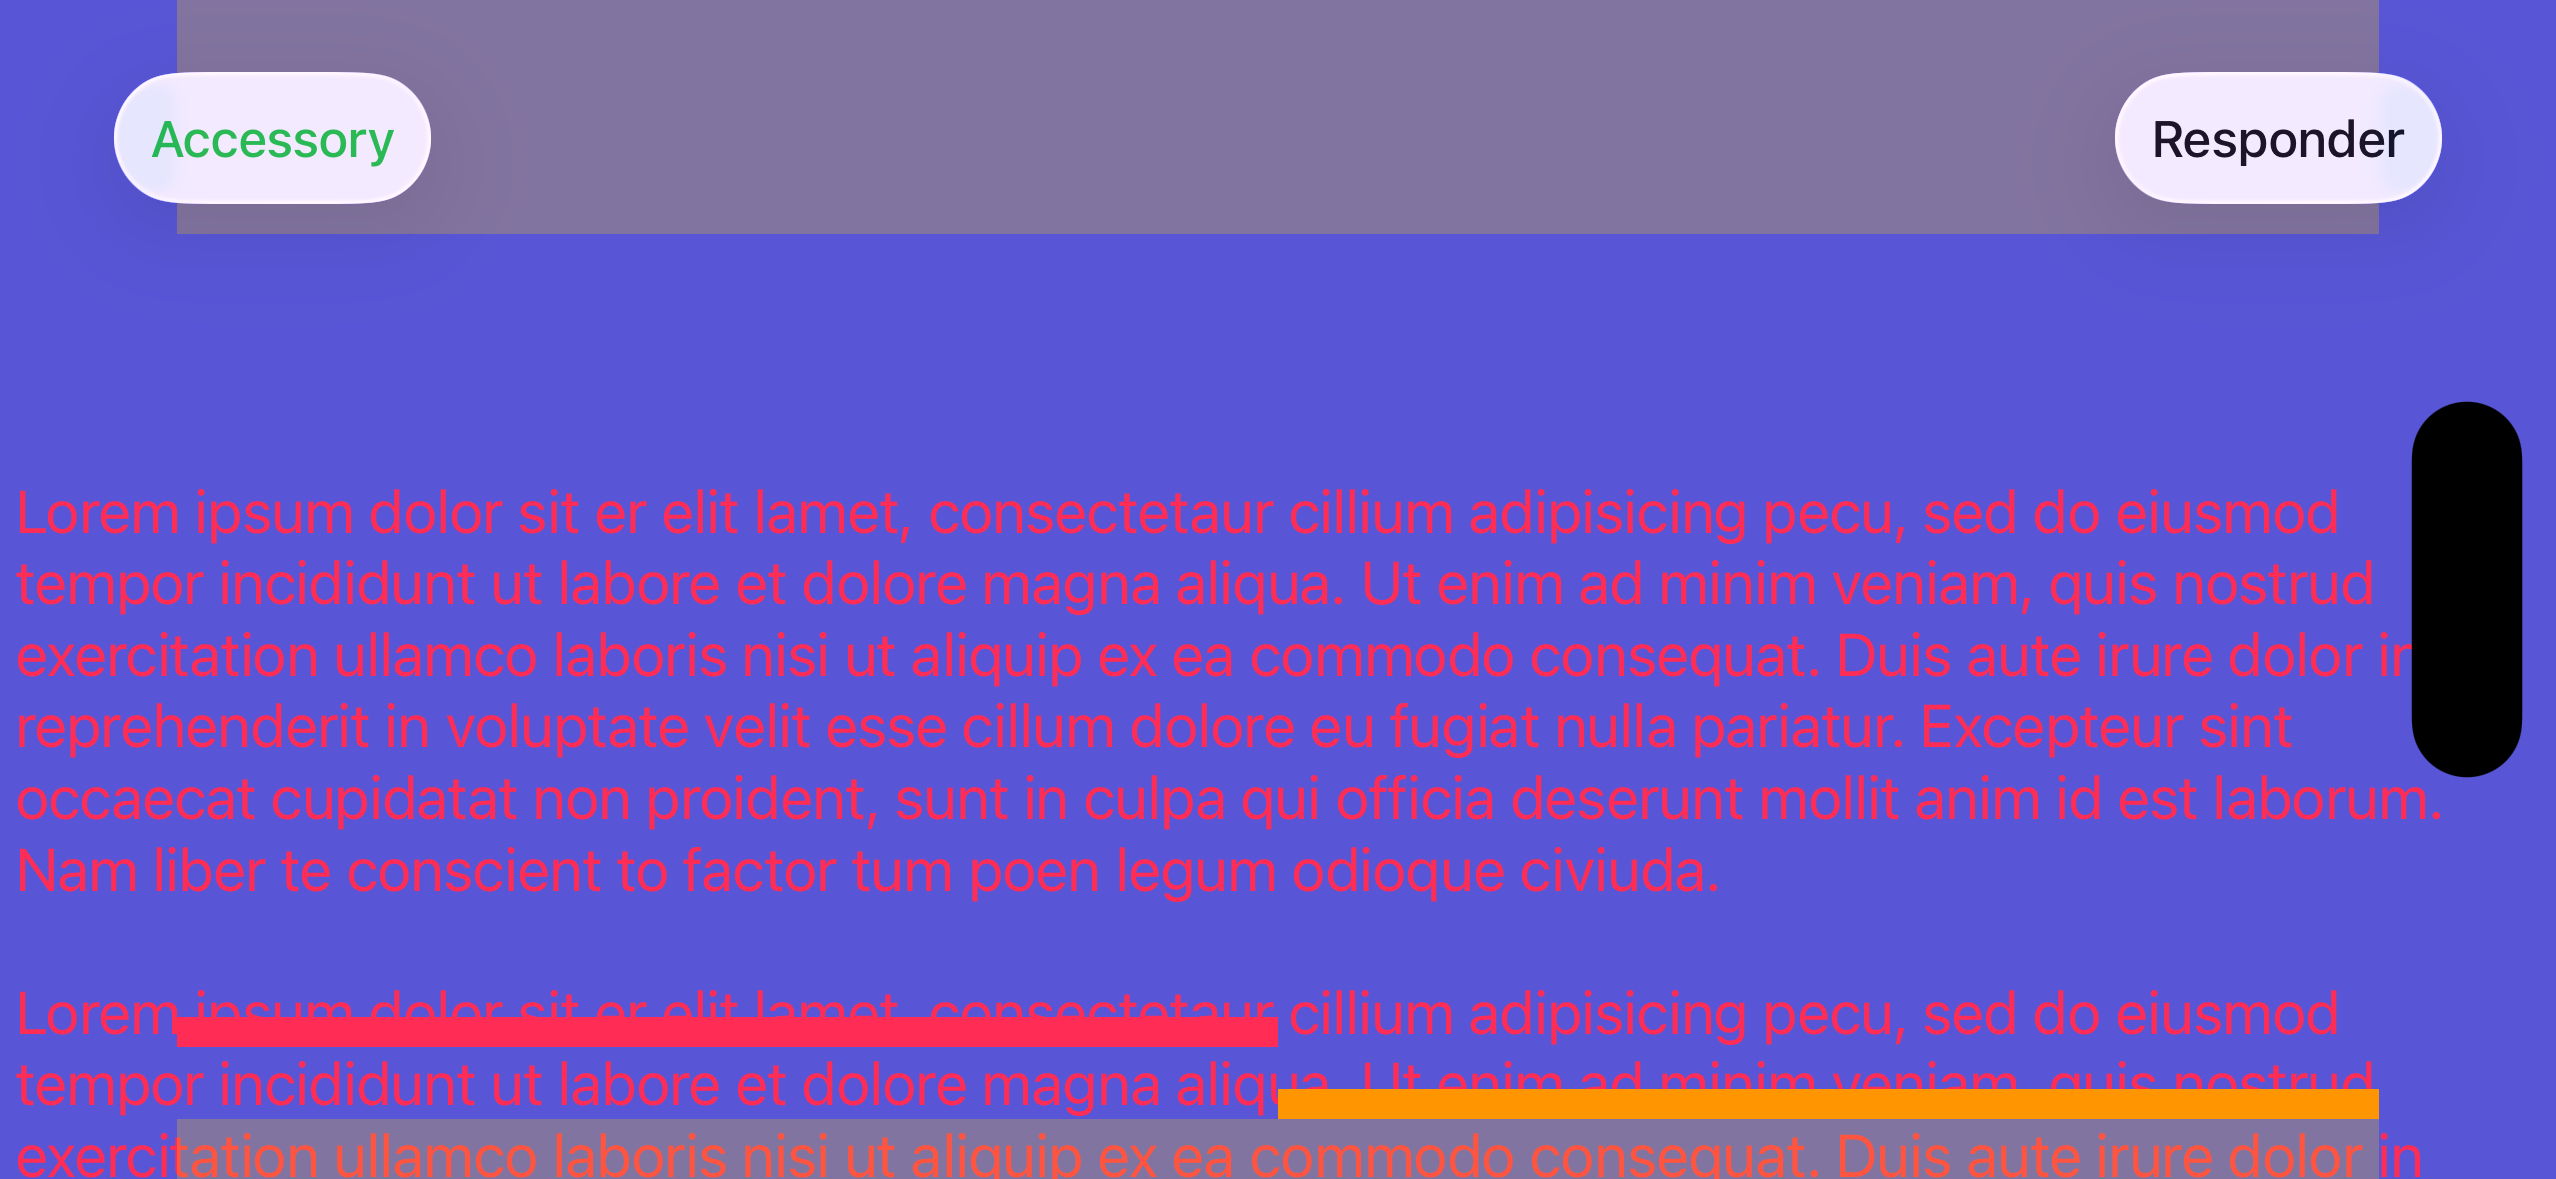 Accessory
Responder
Lorem ipsum dolor sit er elit lamet, consectetaur cillium adipisicing pecu, sed do eiusmod
tempor incididunt ut labore et dolore magna aliqua. Ut enim ad minim veniam, quis nostrud
exercitation ullamco laboris nisi ut aliquip ex ea commodo consequat. Duis aute irure dolor in
reprehenderit in voluptate velit esse cillum dolore eu fugiat nulla pariatur. Excepteur sint
occaecat cupidatat non proident, sunt in culpa qui officia deserunt mollit anim id est laborum.
Nam liber te conscient to factor tum poen legum odioque civiuda.
Lorem ipsum dolor sit er elit lamet, consectetaur cillium adipisicing pecu, sed do eiusmod
tempor incididunt ut labore et dolore magna aliqua. Ut enim ad minim veniam, quis nostrud
exercitation ullamco laboris nisi ut aliquip ex ea commodo consequat. Duis aute irure dolor in